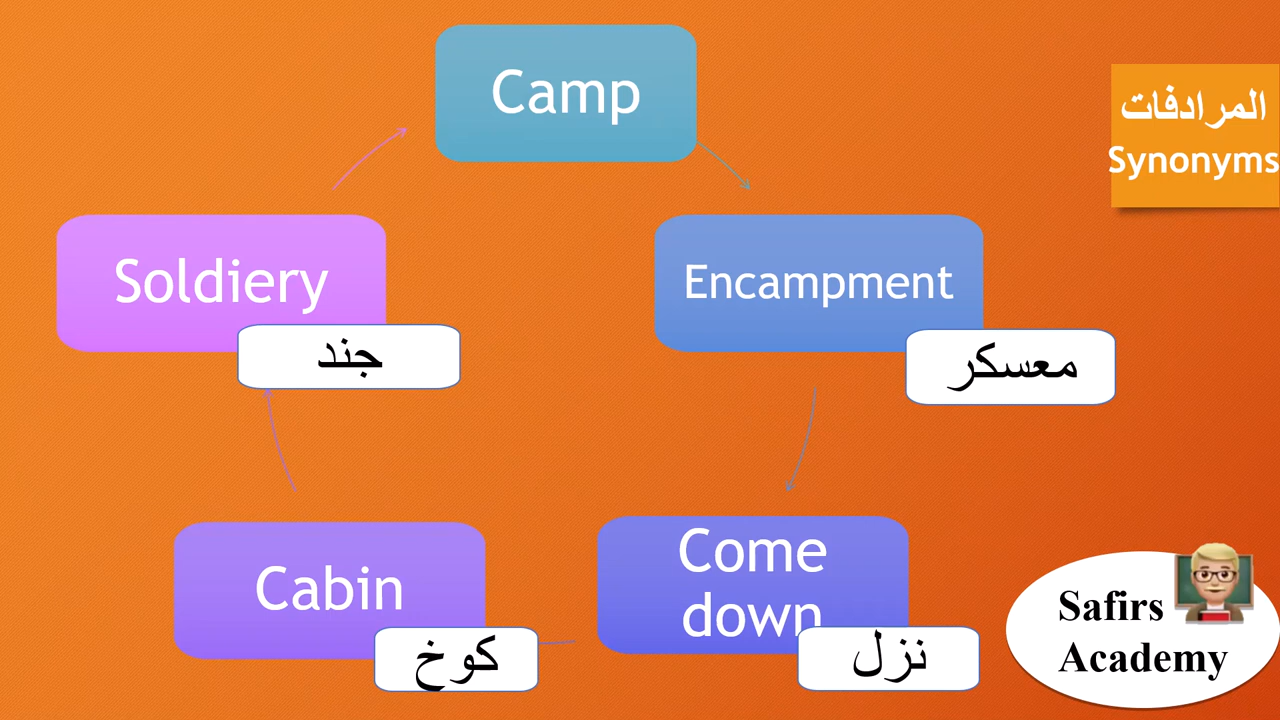 Camp
المرادفات
Synonyms
Soldiery
جند
Encampment
معسكر
Cabin
كوخ
Come
down
نزل
Safirs
Academy